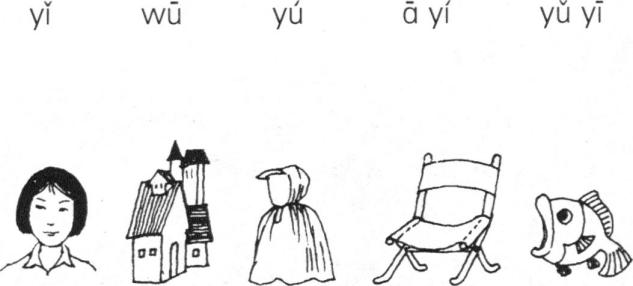 yǐ wū yú ā yí yǔ yī